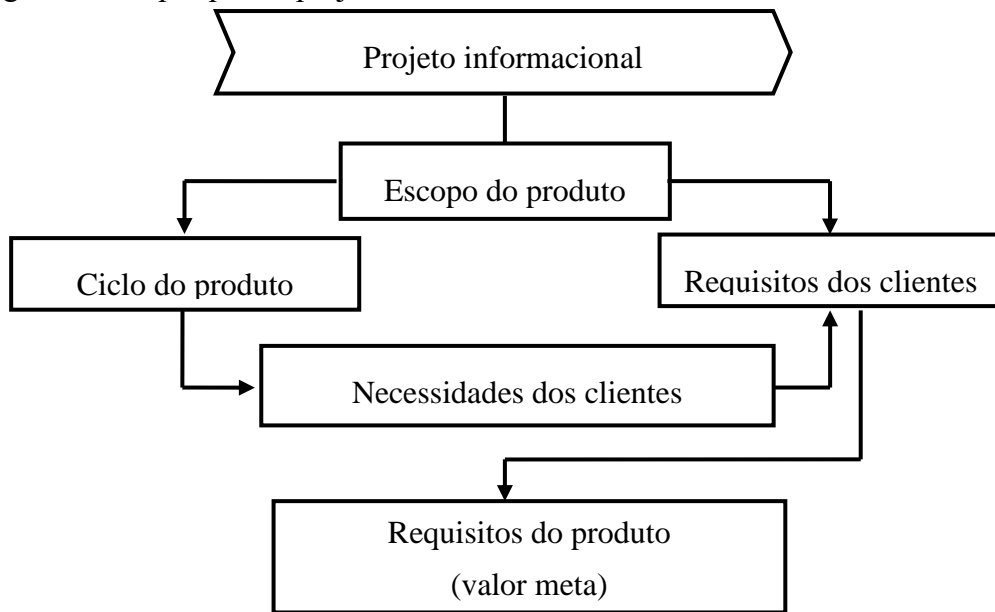 Projeto informacional
Escopo do produto
Ciclo do produto
Requisitos dos clientes
Necessidades dos clientes
Requisitos do produto
(valor meta)